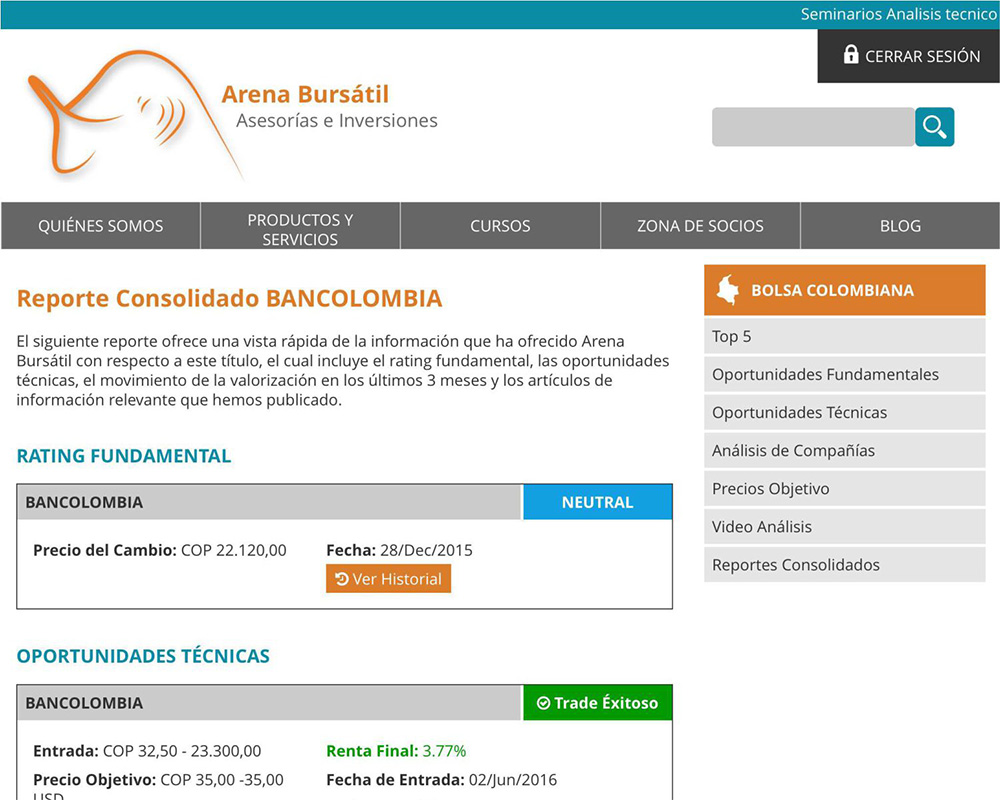 Seminarios Analisis tecnico
CERRAR SESIÓN
Arena Bursátil
Asesorías e Inversiones
QUIÉNES SOMOS
PRODUCTOS Y
SERVICIOS
CURSOS
ZONA DE SOCIOS
BLOG
Reporte Consolidado BANCOLOMBIA
El siguiente reporte ofrece una vista rápida de la información que ha ofrecido Arena
Bursátil con respecto a este título, el cual incluye el rating fundamental, las oportunidades
técnicas, el movimiento de la valorización en los últimos 3 meses y los artículos de
información relevante que hemos publicado.
RATING FUNDAMENTAL
BANCOLOMBIA
NEUTRAL
Precio del Cambio: COP 22.120,00
Fecha: 28/Dec/2015
Ver Historial
OPORTUNIDADES TÉCNICAS
BANCOLOMBIA
Trade Éxitoso
Entrada: COP 32,50 - 23.300,00
Renta Final: 3.77%
Precio Objetivo: COP 35,00 -35,00
USD
Fecha de Entrada: 02/Jun/2016
BOLSA COLOMBIANA
Top 5
Oportunidades Fundamentales
Oportunidades Técnicas
Análisis de Compañías
Precios Objetivo
Video Análisis
Reportes Consolidados